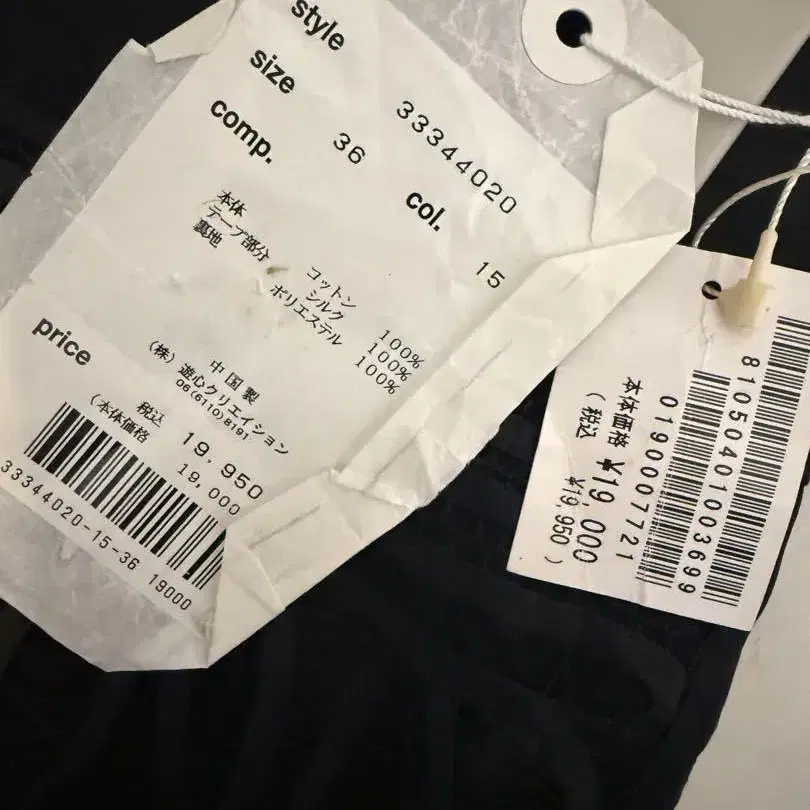 style
33344020
size
36
col.
15
comp.
本体
コットン
100%
テープ部分
シルク
100%
裏地
ポリエステル
100%
中国製
(株)遊心クリエイション
06(6110)8191
price
税込
19,950
(本体価格
19,000
33344020-15-36 19000
81050401003699
0190007721
本体価格 ¥19,000
(税込 ¥19,950)